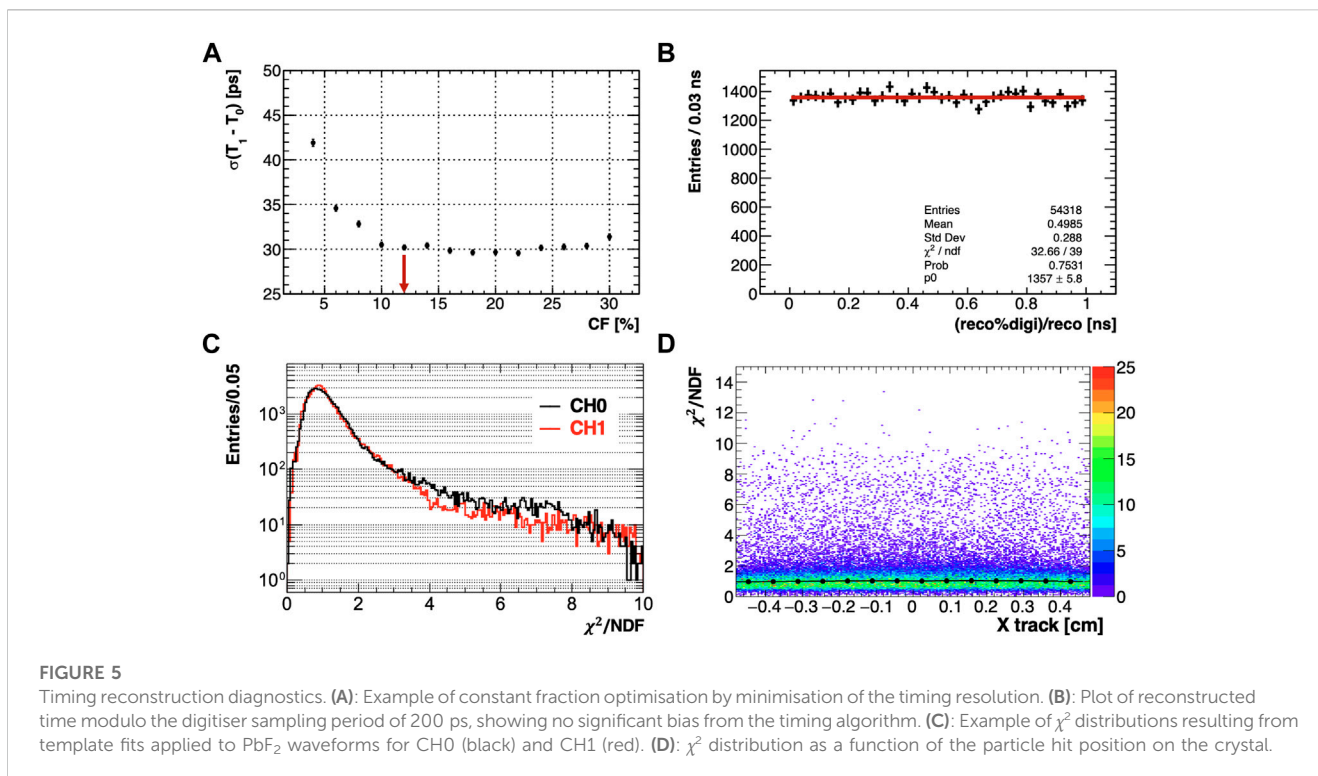 A
σ(T1 - T0) [ps]
50
45
40
35
30
25
5 10 15 20 25 30
CF [%]
B
Entries / 0.03 ns
1400
1200
1000
800
600
400
200
0
Entries 54318
Mean 0.4985
Std Dev 0.288
χ² / ndf 32.66 / 39
Prob 0.7531
p0 1357 ± 5.8
0 0.2 0.4 0.6 0.8 1
(reco%digi)/reco [ns]
C
Entries/0.05
10³
10²
10¹
10⁰
CH0
CH1
0 2 4 6 8 10
χ²/NDF
D
χ²/NDF
14
12
10
8
6
4
2
0
−0.4 −0.3 −0.2 −0.1 0 0.1 0.2 0.3 0.4
X track [cm]
25
20
15
10
5
0
FIGURE 5
Timing reconstruction diagnostics. (A): Example of constant fraction optimisation by minimisation of the timing resolution. (B): Plot of reconstructed
time modulo the digitiser sampling period of 200 ps, showing no significant bias from the timing algorithm. (C): Example of χ² distributions resulting from
template fits applied to PbF₂ waveforms for CH0 (black) and CH1 (red). (D): χ² distribution as a function of the particle hit position on the crystal.